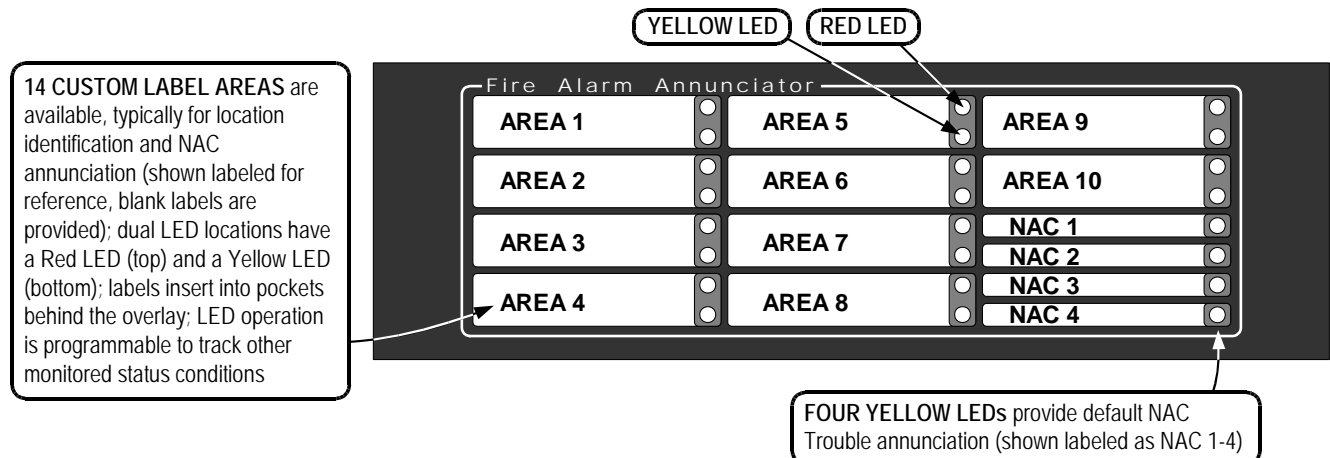 YELLOW LED
RED LED
14 CUSTOM LABEL AREAS are
available, typically for location
identification and NAC
annunciation (shown labeled for
reference, blank labels are
provided); dual LED locations have
a Red LED (top) and a Yellow LED
(bottom); labels insert into pockets
behind the overlay; LED operation
is programmable to track other
monitored status conditions
Fire Alarm Annunciator
AREA 1
AREA 2
AREA 3
AREA 4
AREA 5
AREA 6
AREA 7
AREA 8
AREA 9
AREA 10
NAC 1
NAC 2
NAC 3
NAC 4
FOUR YELLOW LEDs provide default NAC
Trouble annunciation (shown labeled as NAC 1-4)